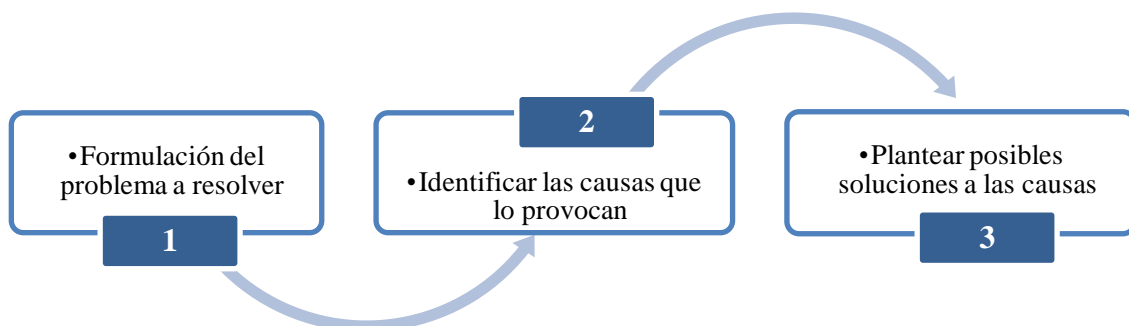 •Formulación del
problema a resolver
1
2
•Identificar las causas que
lo provocan
•Plantear posibles
soluciones a las causas
3